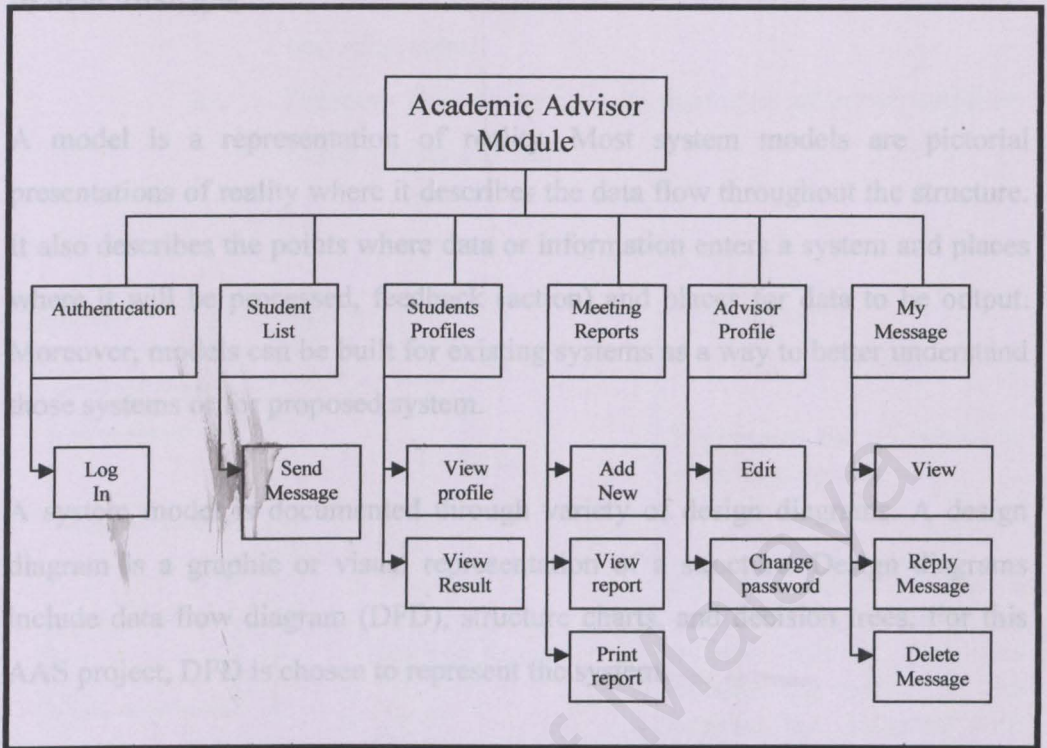 Academic Advisor
Module
Authentication
Student
List
Students
Profiles
Meeting
Reports
Advisor
Profile
My
Message
Log
In
Send
Message
View
profile
Add
New
Edit
View
View
Result
View
report
Change
password
Reply
Message
Print
report
Delete
Message
A model is a representation of reality. Most system models are pictorial
presentations of reality where it describes the data flow throughout the structure.
It also describes the points where data or information enters a system and places
where it will be processed, feedback (action) and places for data to be output.
Moreover, models can be built for existing systems as a way to better understand
those systems or for proposed system.
A system model is documented through variety of design diagrams. A design
diagram is a graphic or visual representation of a Design diagrams
include data flow diagram (DFD), structure charts, and decision trees. For this
AAS project, DFD is chosen to represent the system.
of Malaya